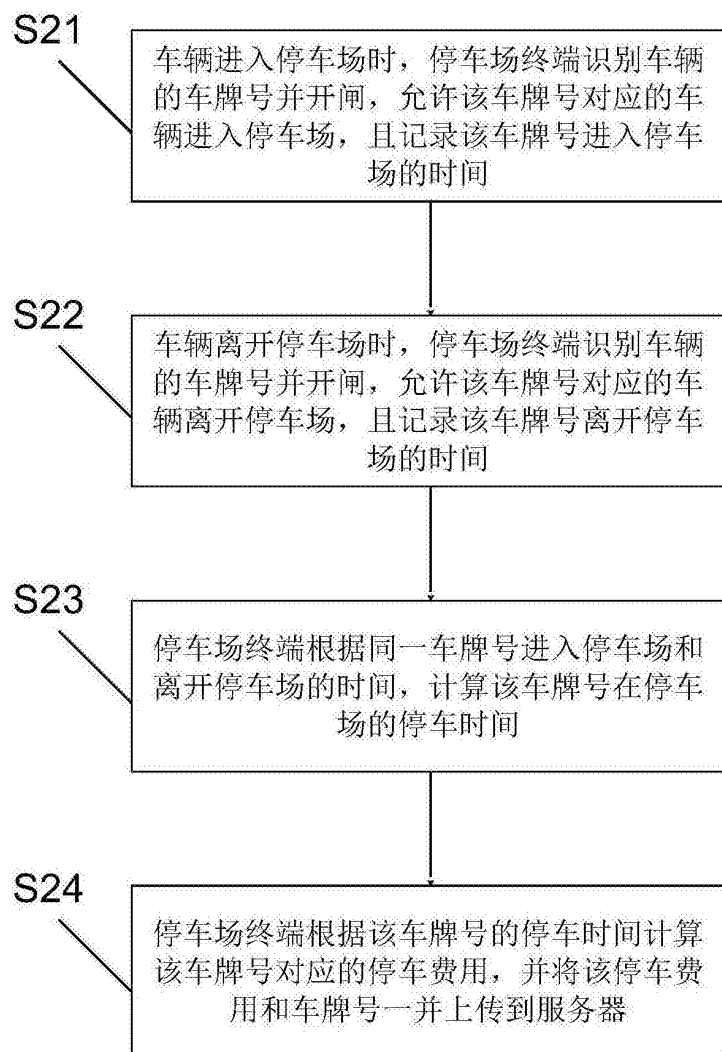 S21
车辆进入停车场时，停车场终端识别车辆
的车牌号并开闸，允许该车牌号对应的车
辆进入停车场，且记录该车牌号进入停车
场的时间
S22
车辆离开停车场时，停车场终端识别车辆
的车牌号并开闸，允许该车牌号对应的车
辆离开停车场，且记录该车牌号离开停车
场的时间
S23
停车场终端根据同一车牌号进入停车场和
离开停车场的时间，计算该车牌号在停车
场的停车时间
S24
停车场终端根据该车牌号的停车时间计算
该车牌号对应的停车费用，并将该停车费
用和车牌号一并上传到服务器